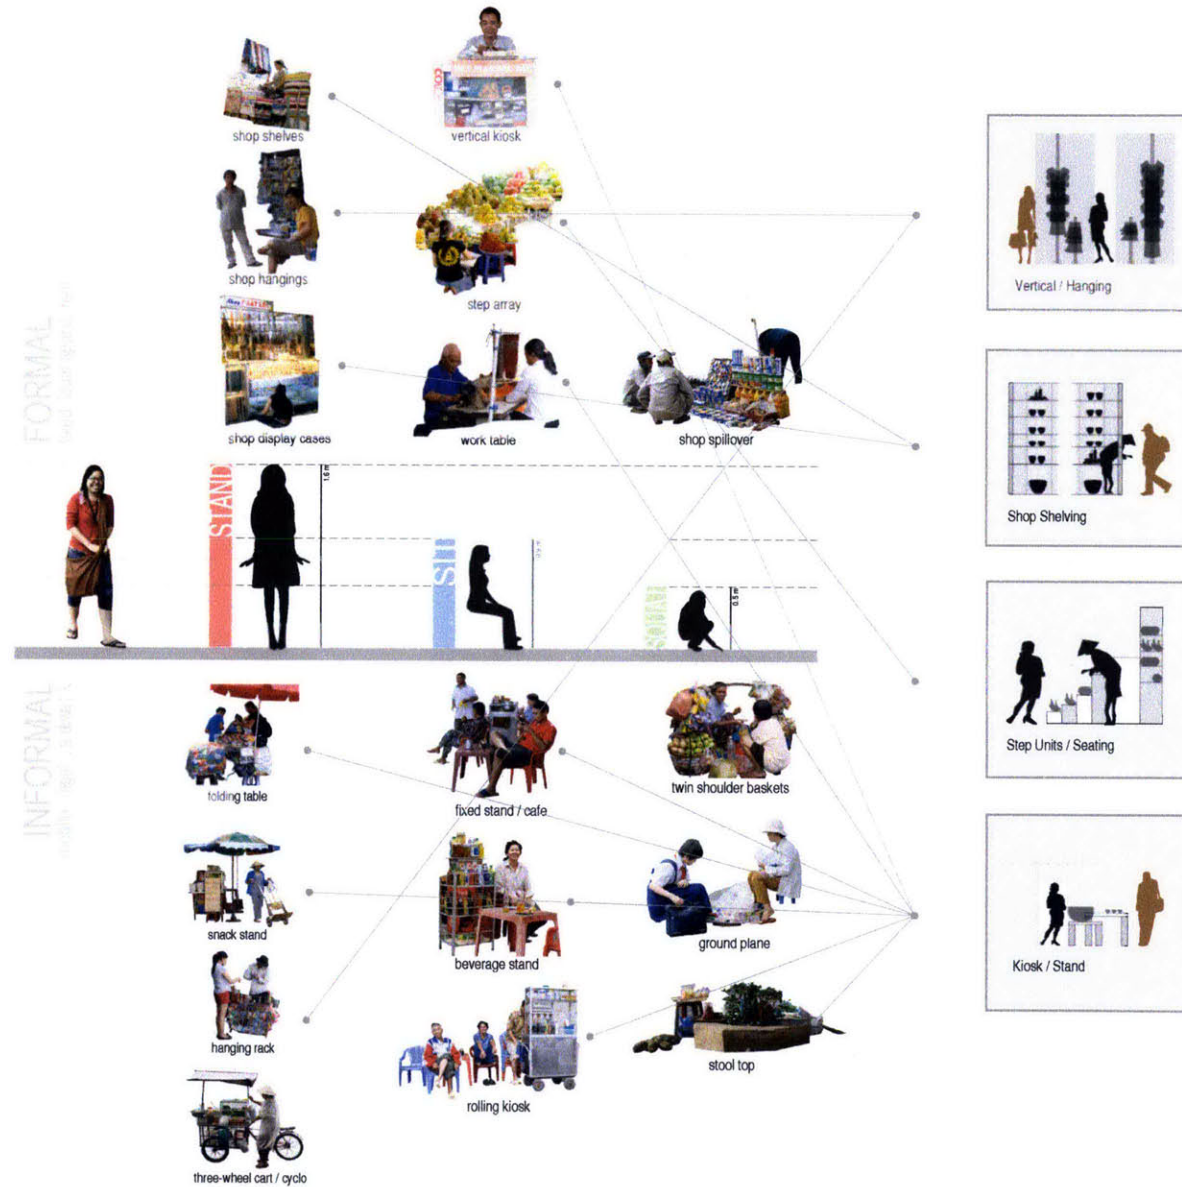 shop shelves
vertical kiosk
shop hangings
step array
shop display cases
work table
shop spillover
FORMAL
STAND
1.6 m
SIT
SQUAT
0.5 m
INFORMAL
folding table
fixed stand / cafe
twin shoulder baskets
snack stand
beverage stand
ground plane
hanging rack
rolling kiosk
stool top
three-wheel cart / cyclo
Vertical / Hanging
Shop Shelving
Step Units / Seating
Kiosk / Stand